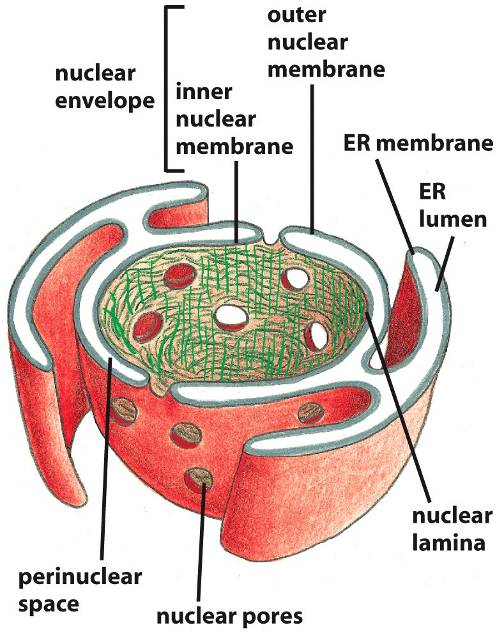 outer
nuclear
membrane
nuclear
envelope
inner
nuclear
membrane
ER membrane
ER
lumen
nuclear
lamina
perinuclear
space
nuclear pores